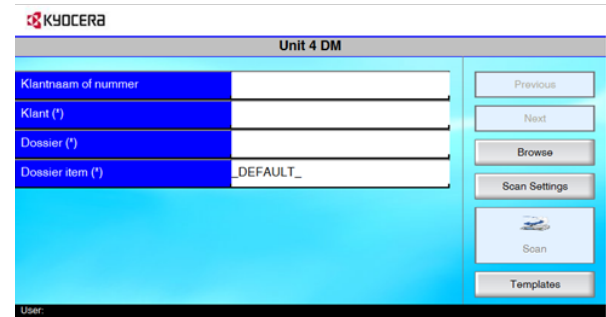 KYOCERA
Unit 4 DM
Klantnaam of nummer
Klant (*)
Dossier (*)
Dossier item (*)
_DEFAULT_
Previous
Next
Browse
Scan Settings
Scan
Templates
User: